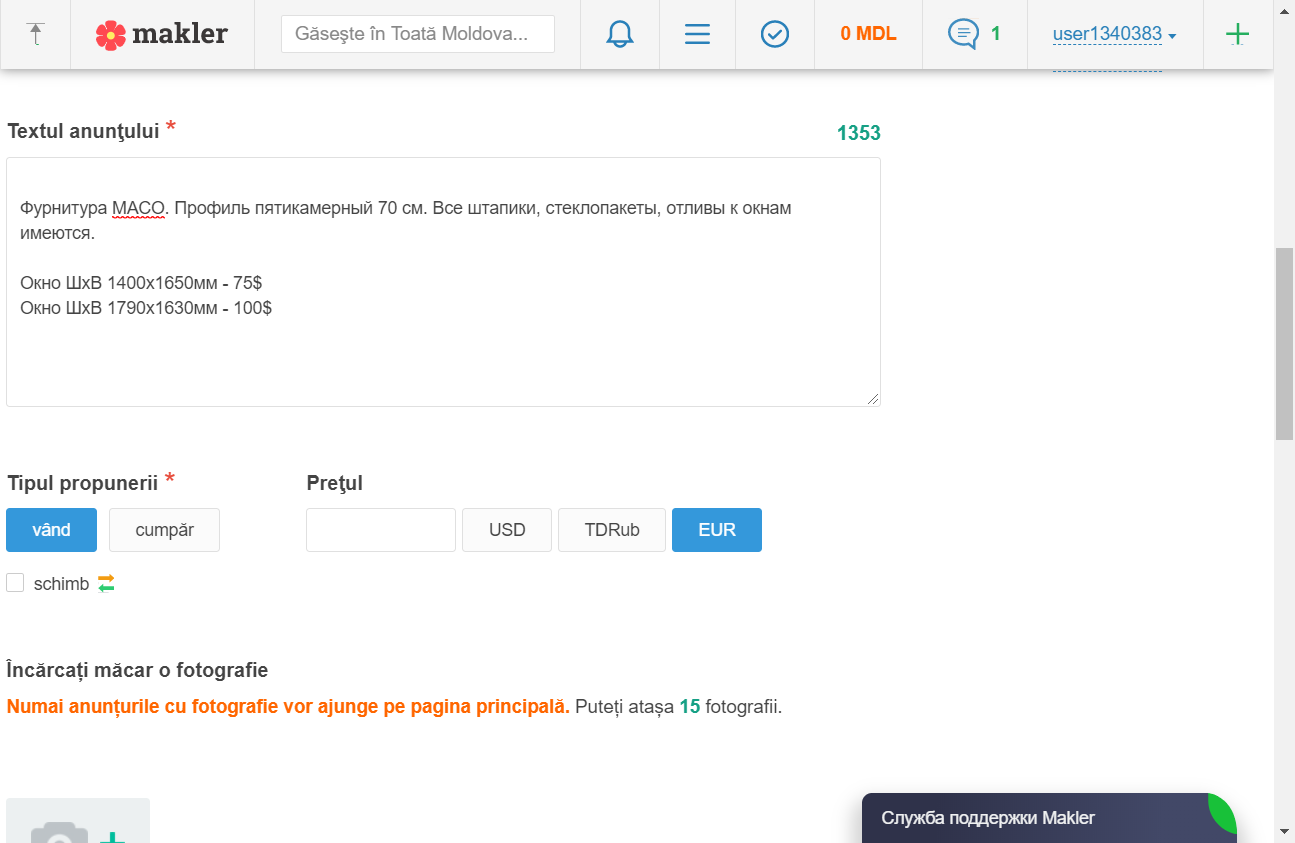 makler
Găseşte în Toată Moldova...
0 MDL
1
user1340383
Textul anunţului *
1353
Фурнитура MACO. Профиль пятикамерный 70 см. Все штапики, стеклопакеты, отливы к окнам
имеются.
Окно ШхВ 1400х1650мм - 75$
Окно ШхВ 1790х1630мм - 100$
Tipul propunerii *
Preţul
vând
cumpăr
USD
TDRub
EUR
schimb
Încărcați măcar o fotografie
Numai anunțurile cu fotografie vor ajunge pe pagina principală. Puteți atașa 15 fotografii.
Служба поддержки Makler